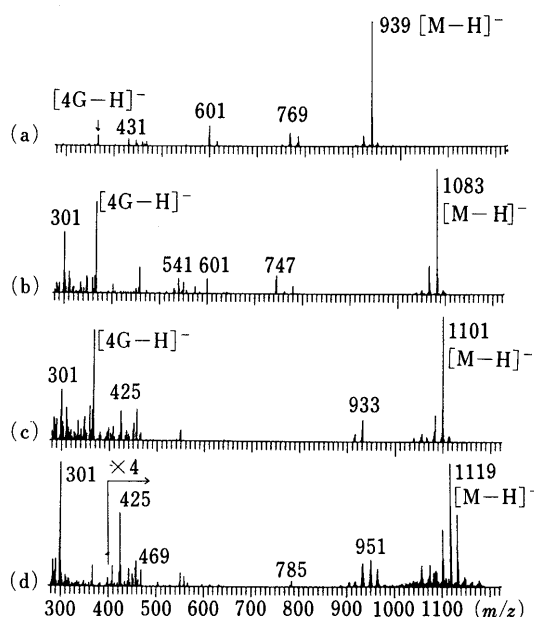 939 [M−H]⁻
[4G−H]⁻
601
769
(a) 431
1083
[4G−H]⁻
301
[M−H]⁻
(b) 541 601 747
1101
[4G−H]⁻
[M−H]⁻
301
425
933
(c)
×4
301
1119
425
[M−H]⁻
469
951
785
(d)
300 400 500 600 700 800 900 1000 1100 (m/z)